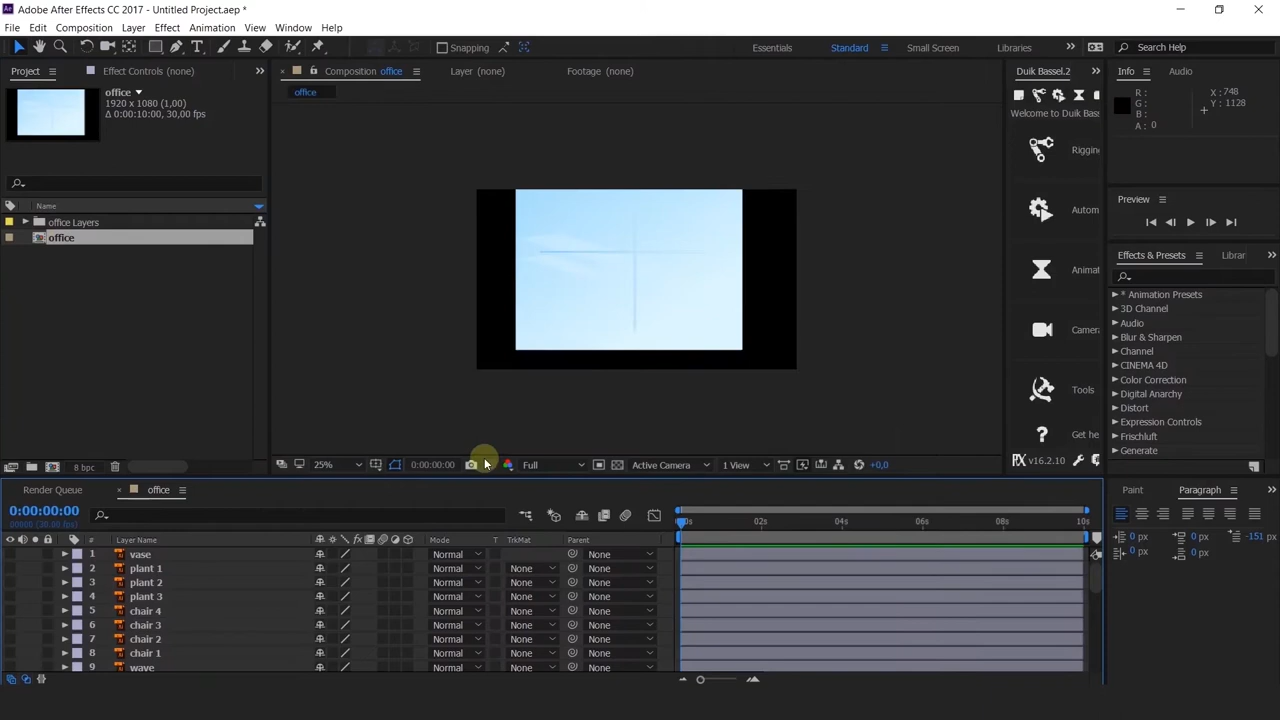 Adobe After Effects CC 2017 - Untitled Project.aep *
File Edit Composition Layer Effect Animation View Window Help
Snapping
Essentials Standard Small Screen Libraries Search Help
Project Effect Controls (none)
Composition office Layer (none) Footage (none)
Duik Bassel.2
Info Audio
office
1920 x 1080 (1,00)
Δ 0:00:10:00, 30,00 fps
office
R :
G :
B :
A : 0
X : 748
Y : 1128
Welcome to Duik Bass
Rigging
Autom
Animat
Camera
Tools
Get he
v16.2.10
Preview
Effects & Presets Librar
* Animation Presets
3D Channel
Audio
Blur & Sharpen
Channel
CINEMA 4D
Color Correction
Digital Anarchy
Distort
Expression Controls
Frischluft
Generate
Name
office Layers
office
8 bpc
25% 0:00:00:00 Full Active Camera 1 View +0,0
Render Queue office
0:00:00:00
00000 (30.00 fps)
Layer Name T Mode TrkMat Parent
00s 02s 04s 06s 08s 10s
1 vase Normal None
2 plant 1 Normal None None
3 plant 2 Normal None None
4 plant 3 Normal None None
5 chair 4 Normal None None
6 chair 3 Normal None None
7 chair 2 Normal None None
8 chair 1 Normal None None
9 wave Normal None None
Paint Paragraph
0 px 0 px -151 px
0 px 0 px